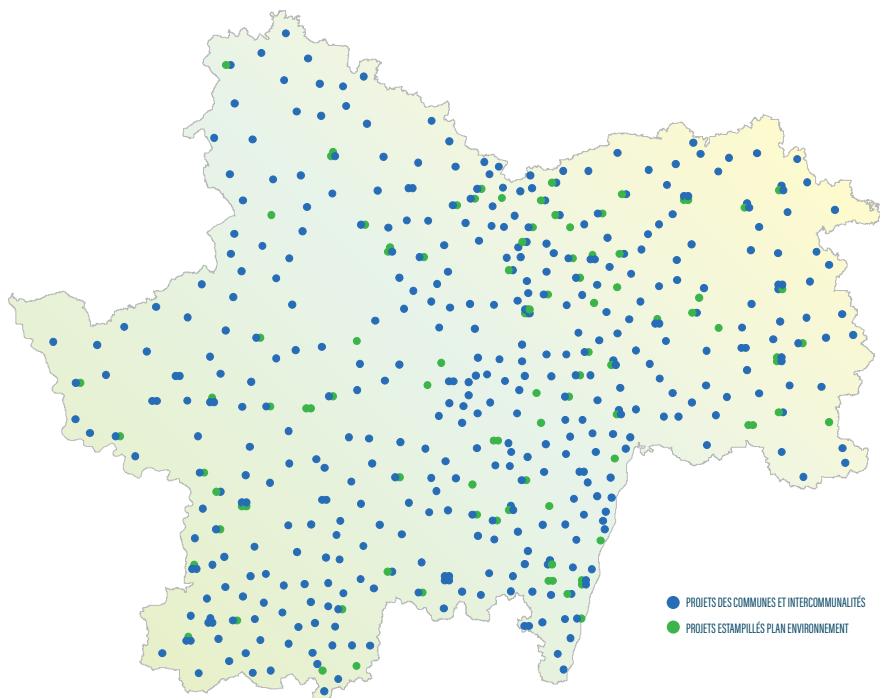 PROJETS DES COMMUNES ET INTERCOMMUNALITÉS
PROJETS ESTAMPILLÉS PLAN ENVIRONNEMENT